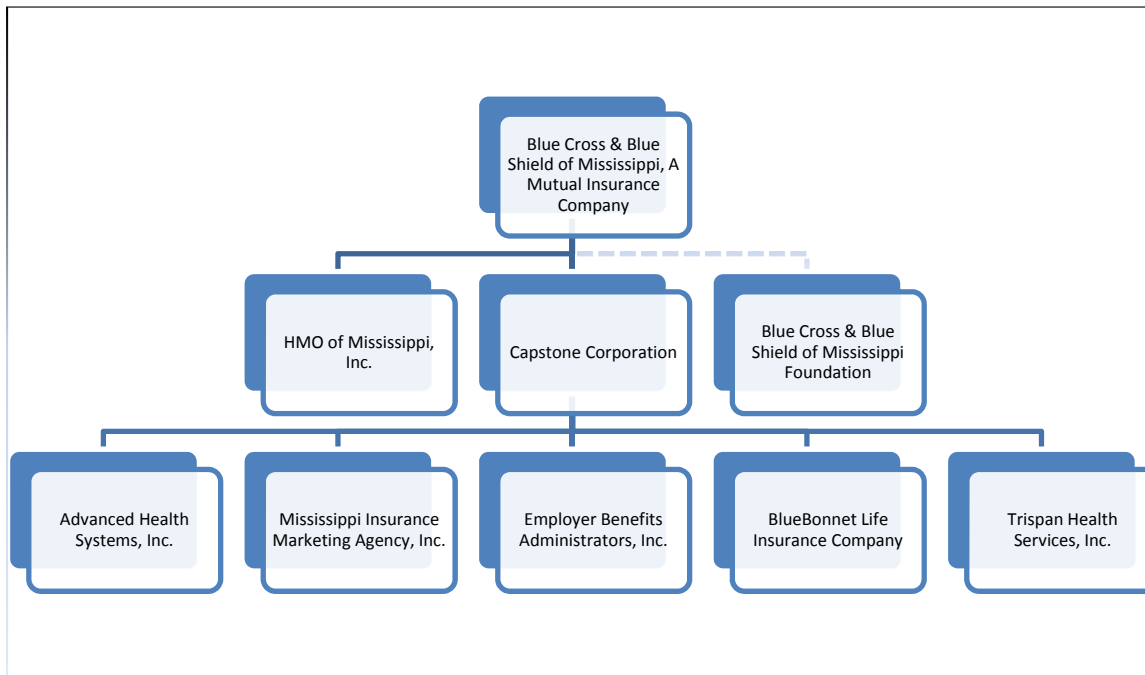 Blue Cross & Blue
Shield of Mississippi, A
Mutual Insurance
Company
HMO of Mississippi,
Inc.
Capstone Corporation
Blue Cross & Blue
Shield of Mississippi
Foundation
Advanced Health
Systems, Inc.
Mississippi Insurance
Marketing Agency, Inc.
Employer Benefits
Administrators, Inc.
BlueBonnet Life
Insurance Company
Trispan Health
Services, Inc.